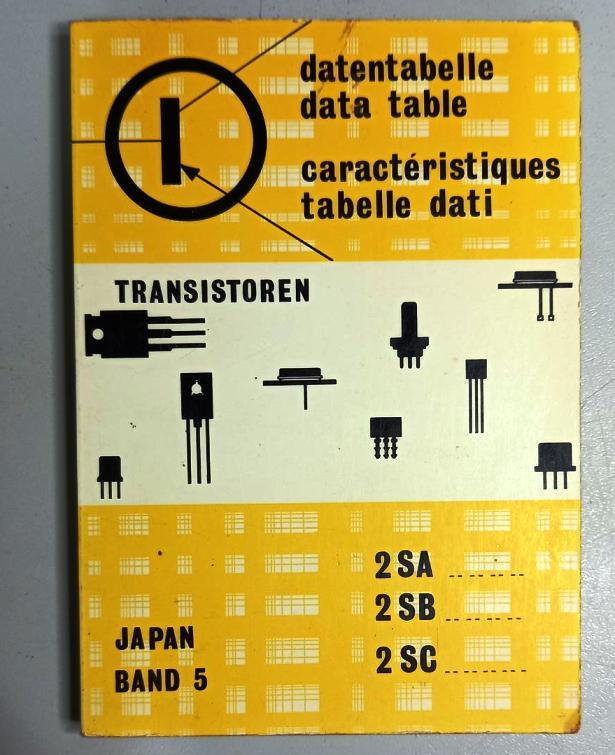 datentabelle
data table
caractéristiques
tabelle dati
TRANSISTOREN
2SA --------
2SB --------
2SC --------
JAPAN
BAND 5